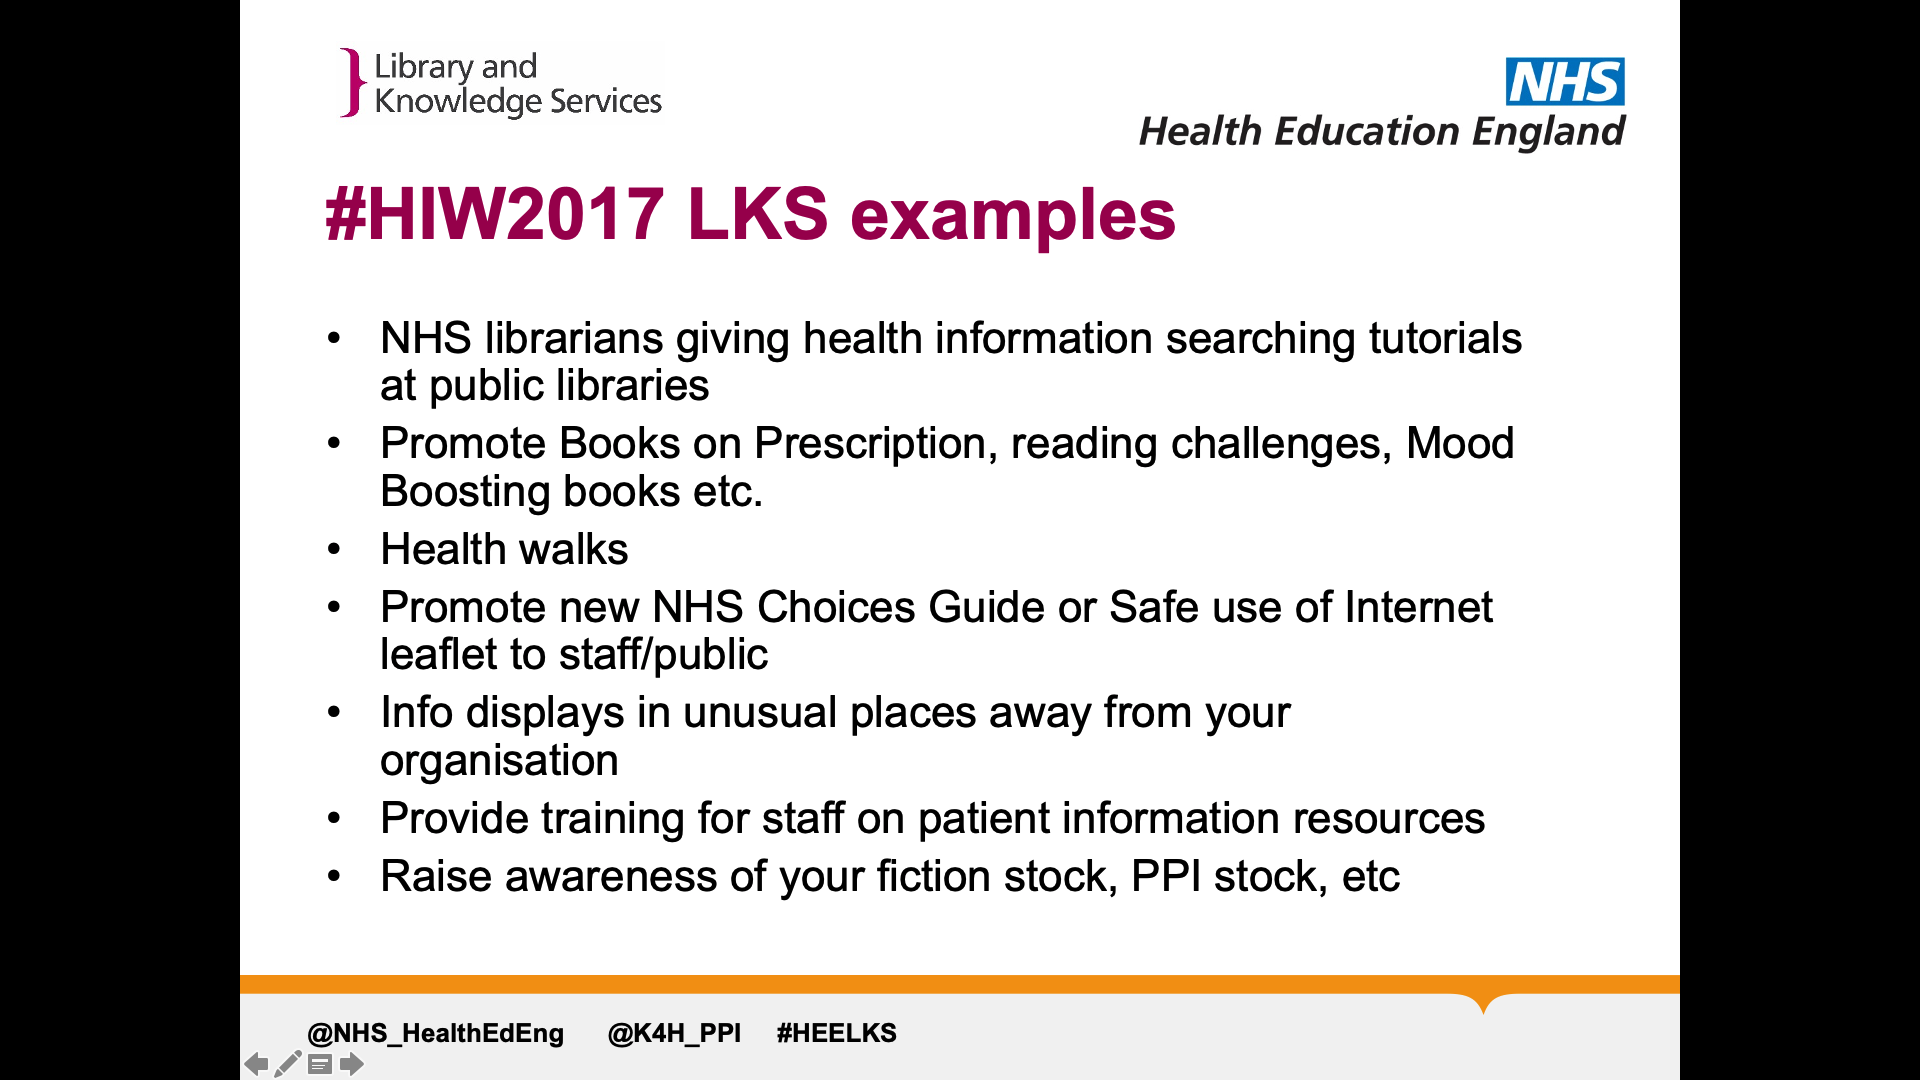 Library and
Knowledge Services
NHS
Health Education England
#HIW2017 LKS examples
• NHS librarians giving health information searching tutorials
at public libraries
• Promote Books on Prescription, reading challenges, Mood
Boosting books etc.
• Health walks
• Promote new NHS Choices Guide or Safe use of Internet
leaflet to staff/public
• Info displays in unusual places away from your
organisation
• Provide training for staff on patient information resources
• Raise awareness of your fiction stock, PPI stock, etc
@NHS_HealthEdEng @K4H_PPI #HEELKS